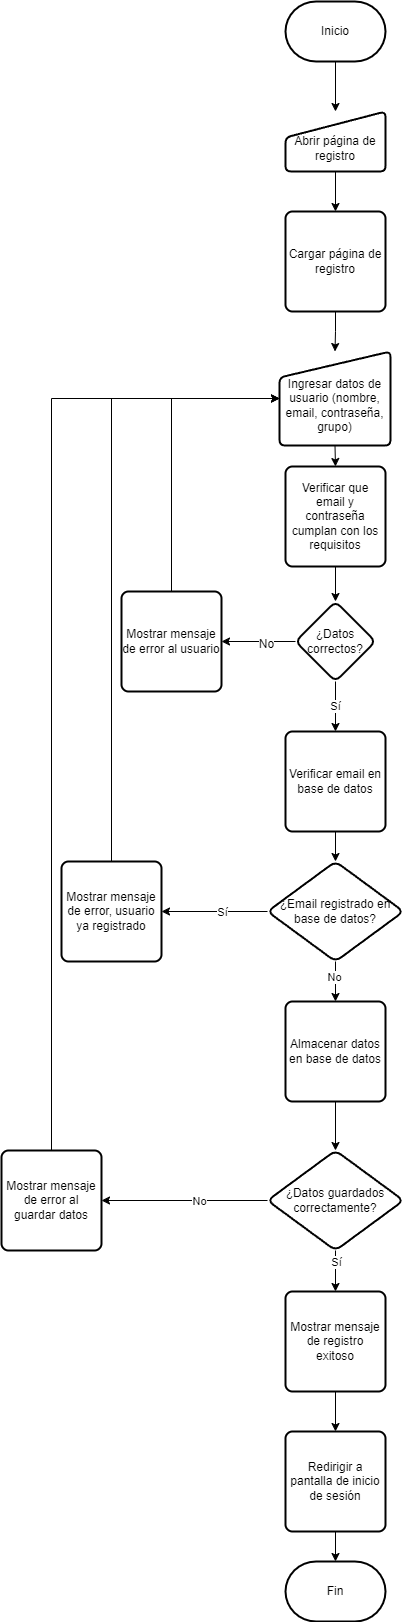 Inicio
Abrir página de
registro
Cargar página de
registro
Ingresar datos de
usuario (nombre,
email, contraseña,
grupo)
Verificar que
email y
contraseña
cumplan con los
requisitos
¿Datos
correctos?
No
Mostrar mensaje
de error al usuario
Sí
Verificar email en
base de datos
¿Email registrado en
base de datos?
Sí
Mostrar mensaje
de error, usuario
ya registrado
No
Almacenar datos
en base de datos
¿Datos guardados
correctamente?
No
Mostrar mensaje
de error al
guardar datos
Sí
Mostrar mensaje
de registro
exitoso
Redirigir a
pantalla de inicio
de sesión
Fin